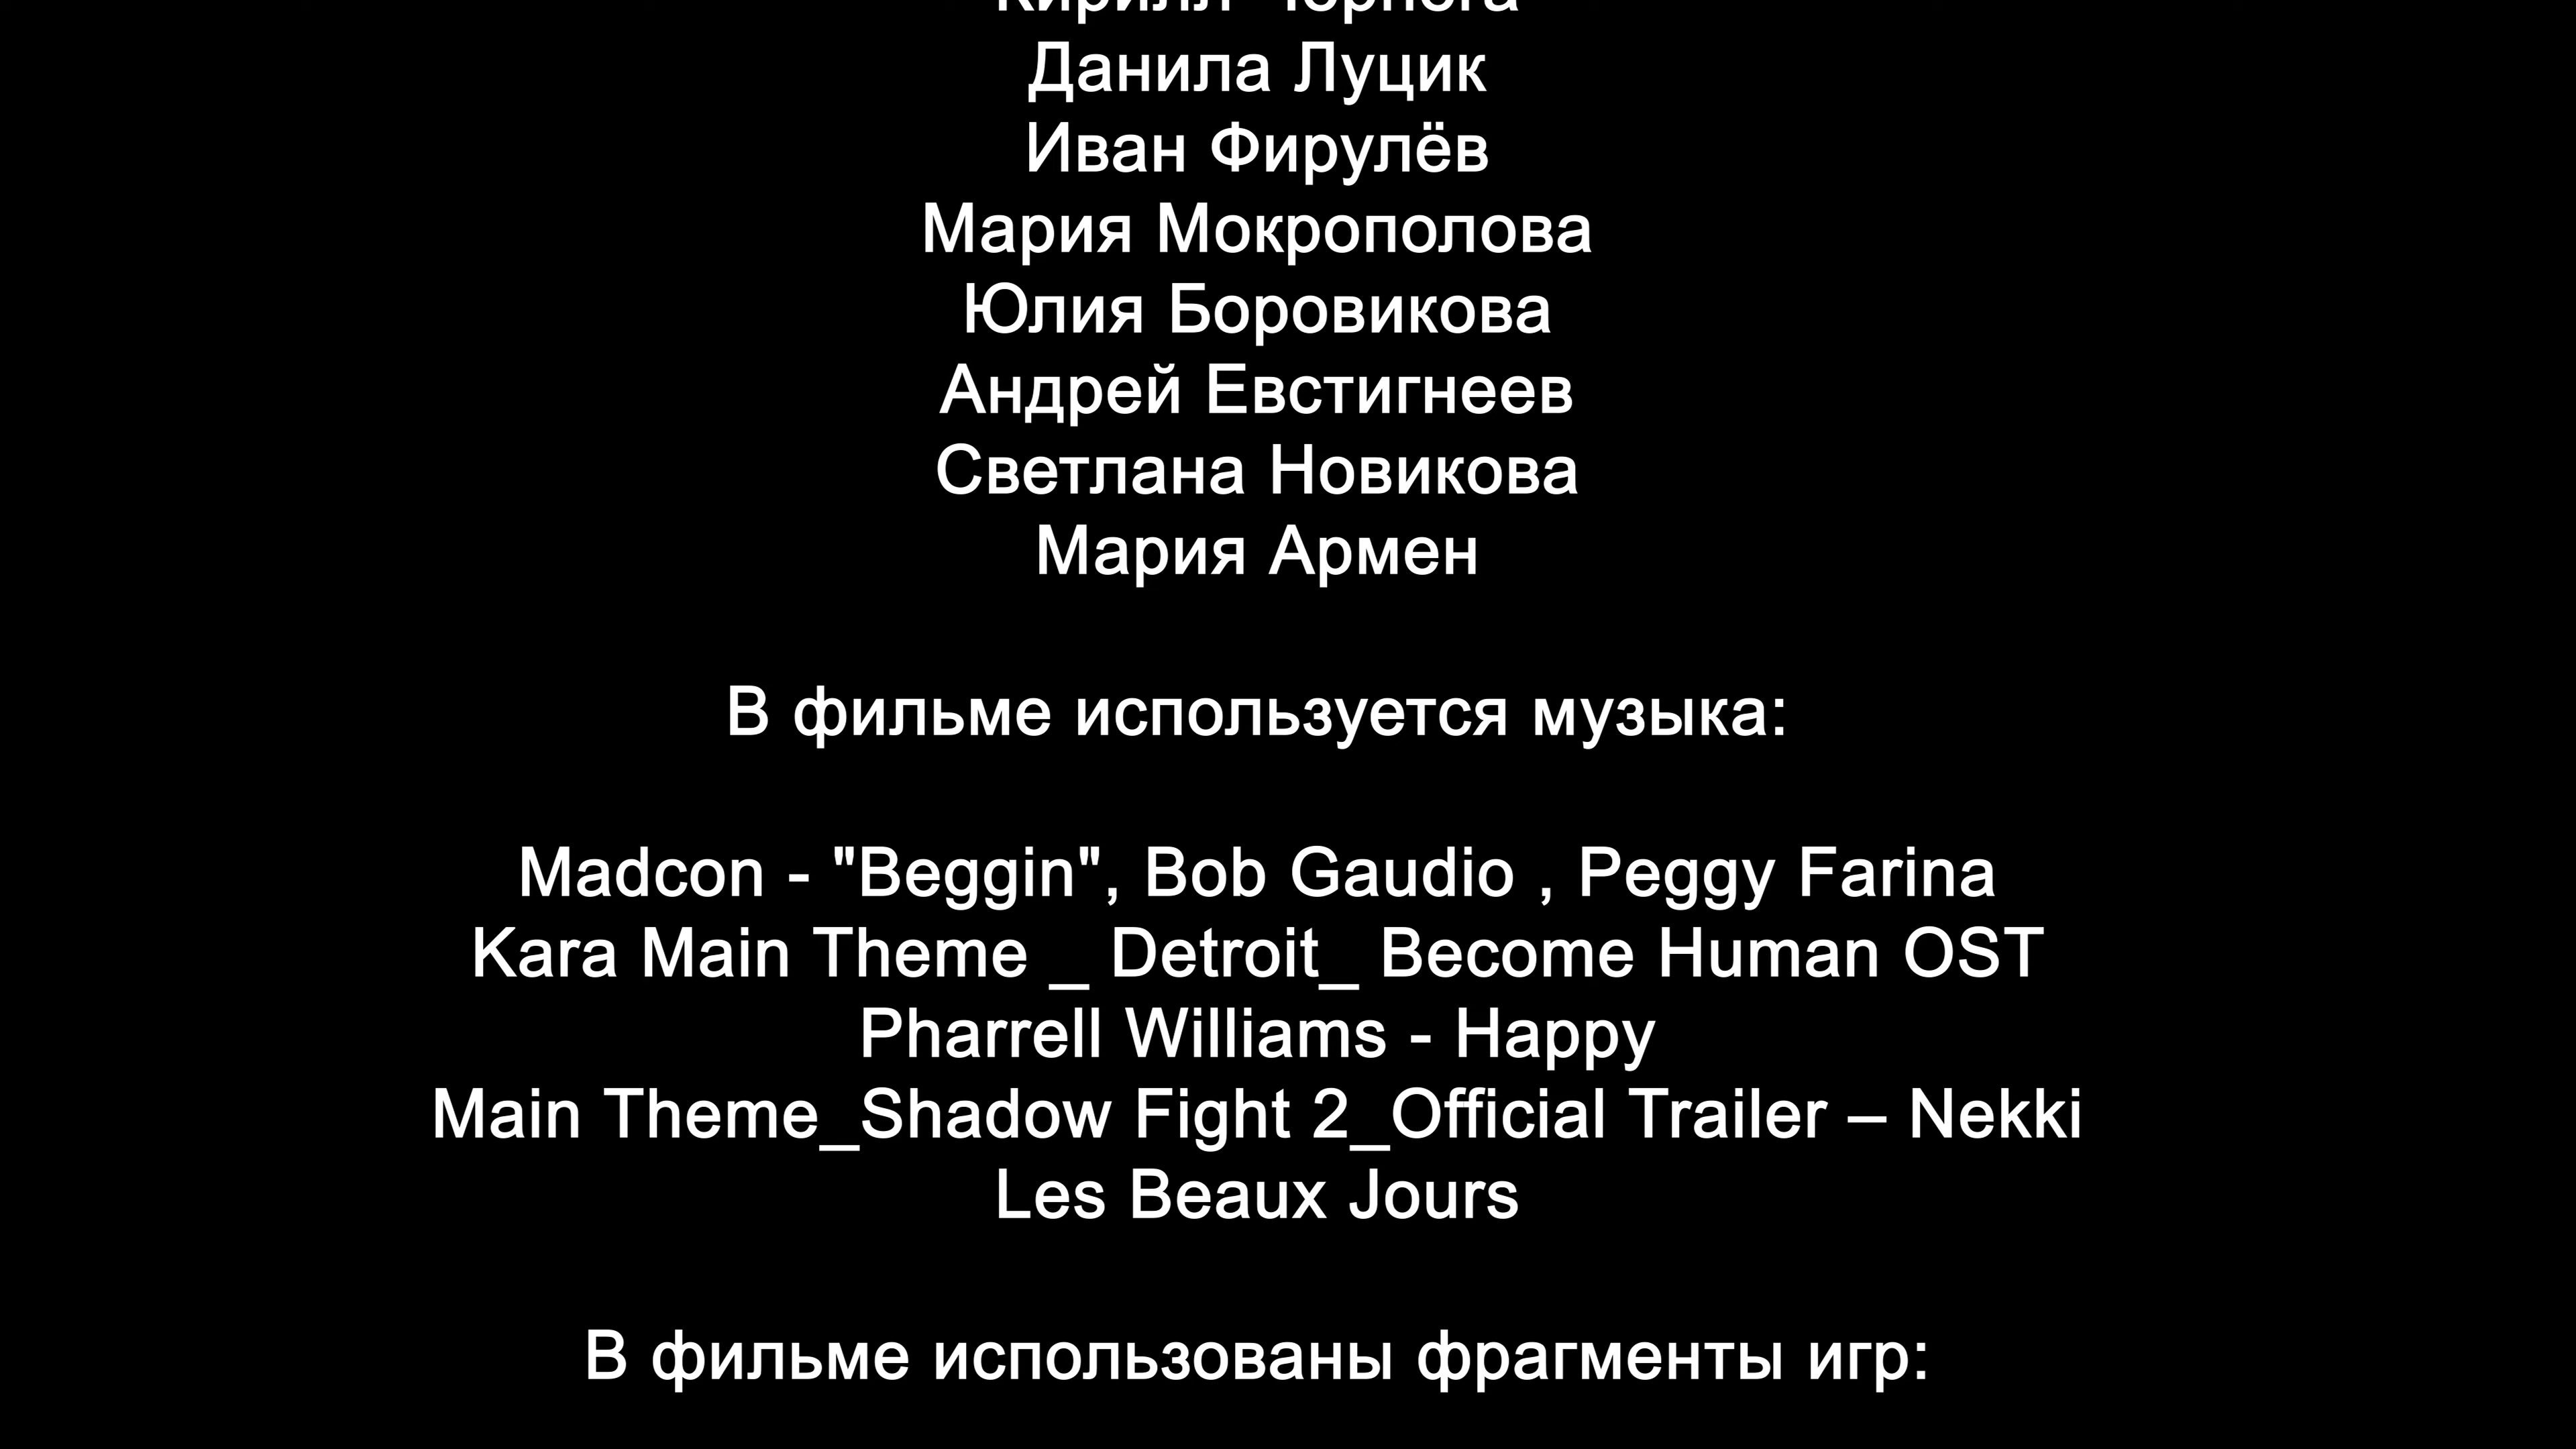 Кирилл
Данила Луцик
Иван Фирулёв
Мария Мокрополова
Юлия Боровикова
Андрей Евстигнеев
Светлана Новикова
Мария Армен
В фильме используется музыка:
Madcon - "Beggin", Bob Gaudio , Peggy Farina
Kara Main Theme _ Detroit_ Become Human OST
Pharrell Williams - Happy
Main Theme_Shadow Fight 2_Official Trailer – Nekki
Les Beaux Jours
В фильме использованы фрагменты игр: